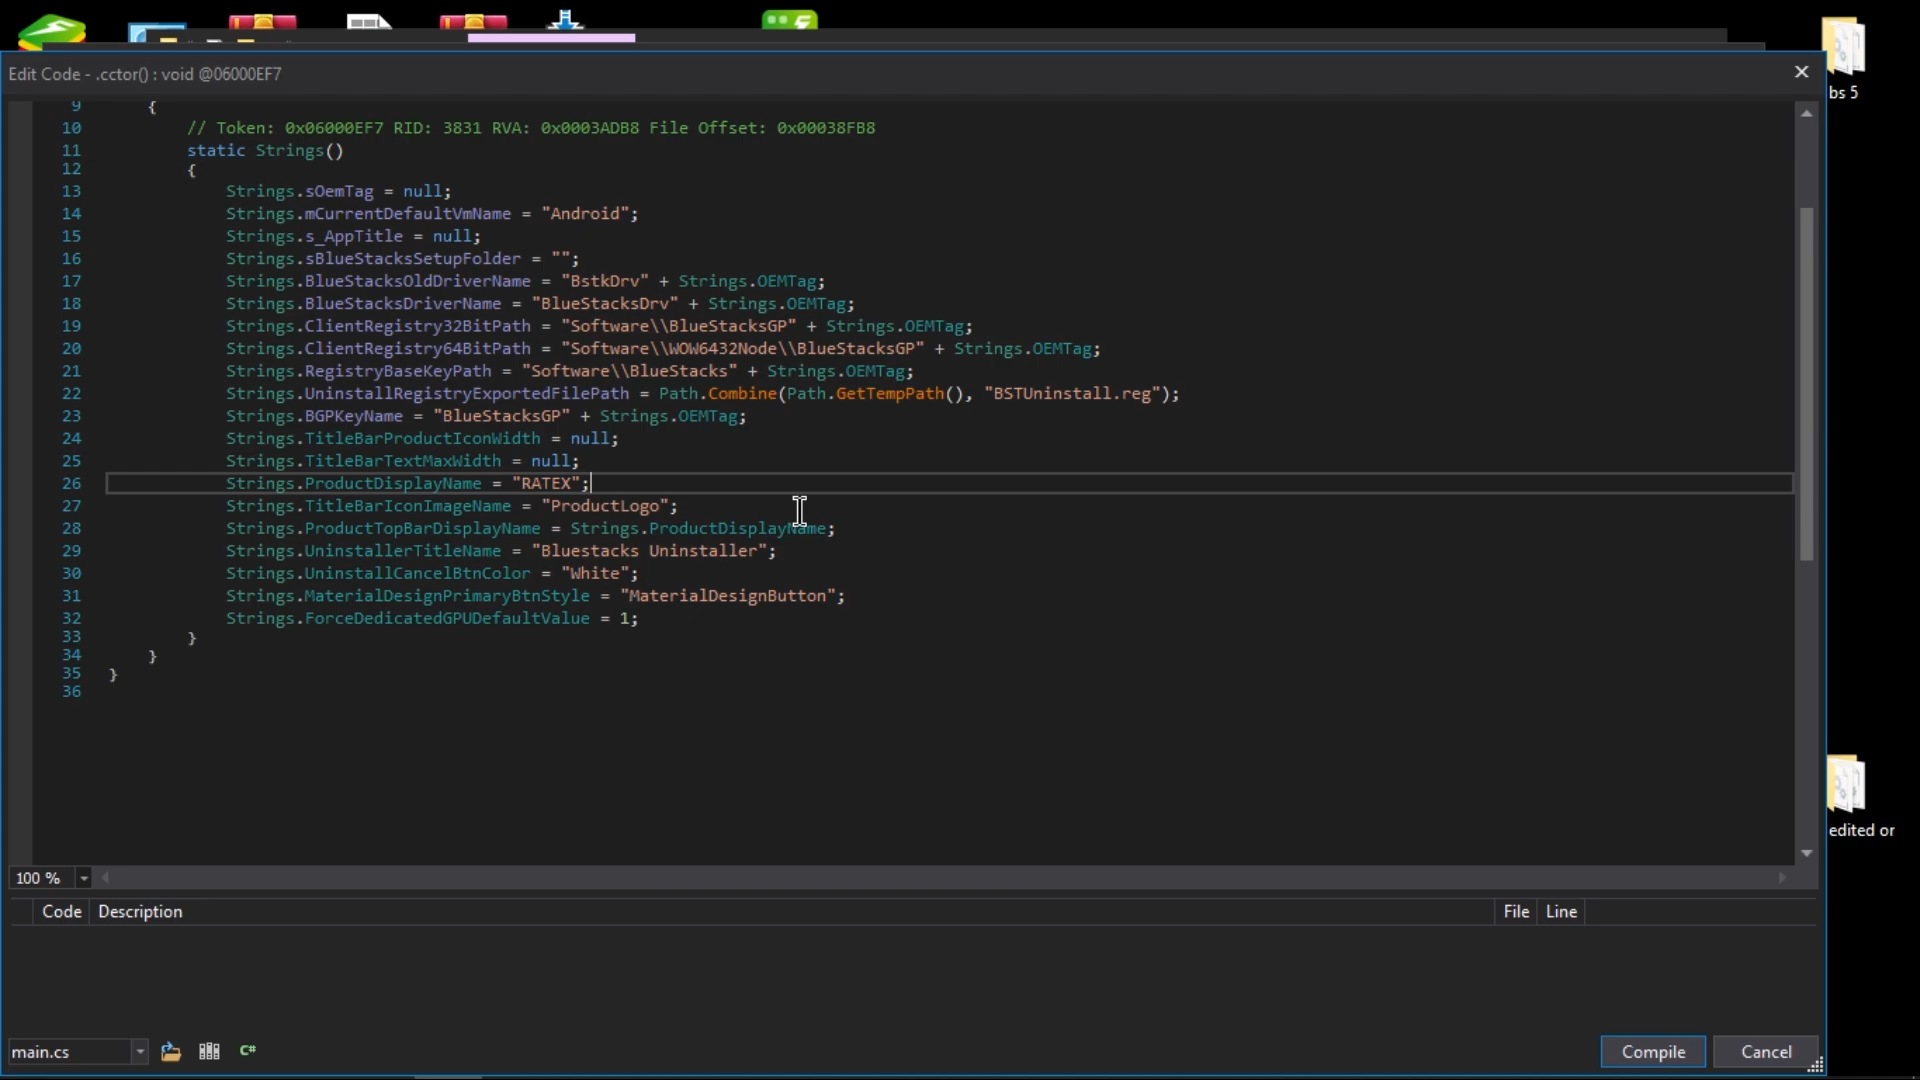 bs 5
Edit Code - .cctor() : void @06000EF7
9 {
10 // Token: 0x06000EF7 RID: 3831 RVA: 0x0003ADB8 File Offset: 0x00038FB8
11 static Strings()
12 {
13 Strings.sOemTag = null;
14 Strings.mCurrentDefaultVmName = "Android";
15 Strings.s_AppTitle = null;
16 Strings.sBlueStacksSetupFolder = "";
17 Strings.BlueStacksOldDriverName = "BstkDrv" + Strings.OEMTag;
18 Strings.BlueStacksDriverName = "BlueStacksDrv" + Strings.OEMTag;
19 Strings.ClientRegistry32BitPath = "Software\\BlueStacksGP" + Strings.OEMTag;
20 Strings.ClientRegistry64BitPath = "Software\\WOW6432Node\\BlueStacksGP" + Strings.OEMTag;
21 Strings.RegistryBaseKeyPath = "Software\\BlueStacks" + Strings.OEMTag;
22 Strings.UninstallRegistryExportedFilePath = Path.Combine(Path.GetTempPath(), "BSTUninstall.reg");
23 Strings.BGPKeyName = "BlueStacksGP" + Strings.OEMTag;
24 Strings.TitleBarProductIconWidth = null;
25 Strings.TitleBarTextMaxWidth = null;
26 Strings.ProductDisplayName = "RATEX";
27 Strings.TitleBarIconImageName = "ProductLogo";
28 Strings.ProductTopBarDisplayName = Strings.ProductDisplayName;
29 Strings.UninstallerTitleName = "Bluestacks Uninstaller";
30 Strings.UninstallCancelBtnColor = "White";
31 Strings.MaterialDesignPrimaryBtnStyle = "MaterialDesignButton";
32 Strings.ForceDedicatedGPUDefaultValue = 1;
33 }
34 }
35 }
36
edited or
100 %
Code Description File Line
main.cs C# Compile Cancel